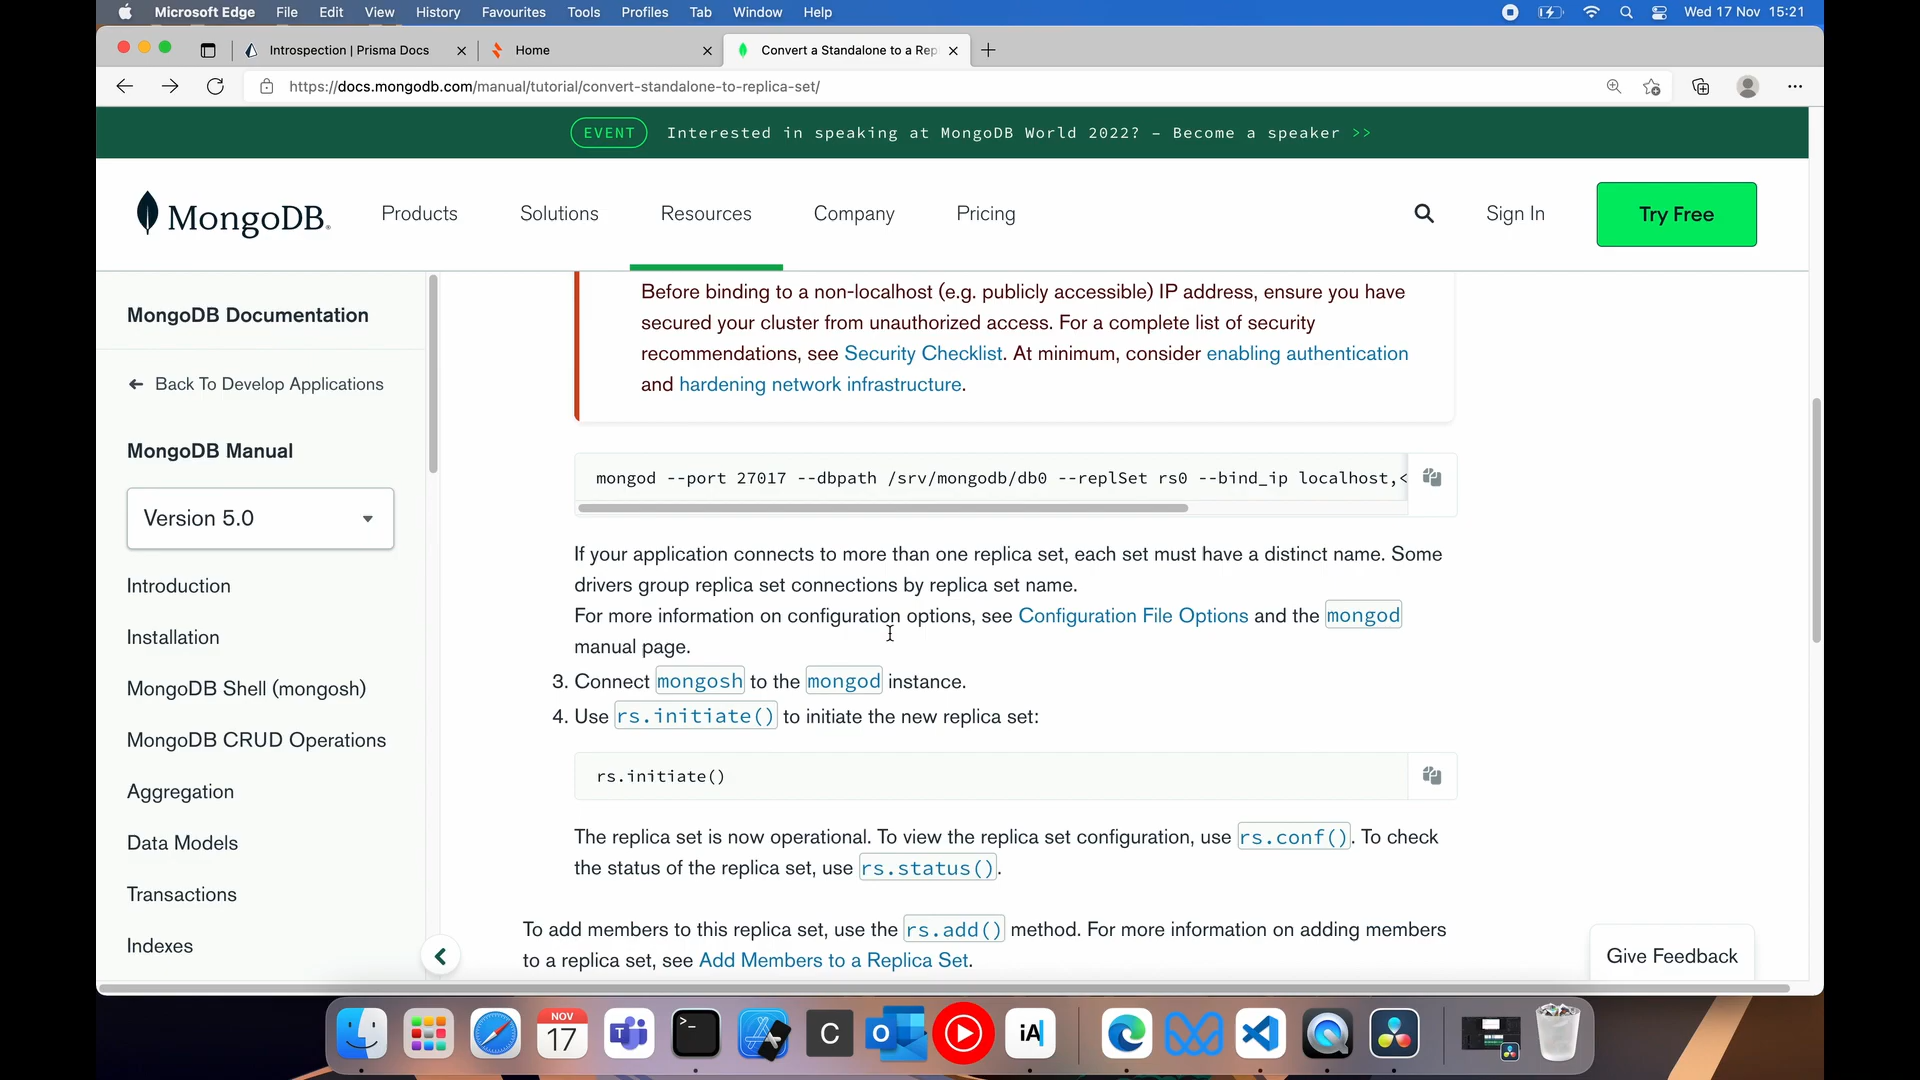 Microsoft Edge File Edit View History Favourites Tools Profiles Tab Window Help Wed 17 Nov 15:21
Introspection | Prisma Docs Home Convert a Standalone to a Rep
https://docs.mongodb.com/manual/tutorial/convert-standalone-to-replica-set/
EVENT Interested in speaking at MongoDB World 2022? – Become a speaker >>
MongoDB. Products Solutions Resources Company Pricing Sign In Try Free
MongoDB Documentation
← Back To Develop Applications
MongoDB Manual
Version 5.0
Introduction
Installation
MongoDB Shell (mongosh)
MongoDB CRUD Operations
Aggregation
Data Models
Transactions
Indexes
Before binding to a non-localhost (e.g. publicly accessible) IP address, ensure you have
secured your cluster from unauthorized access. For a complete list of security
recommendations, see Security Checklist. At minimum, consider enabling authentication
and hardening network infrastructure.
mongod --port 27017 --dbpath /srv/mongodb/db0 --replSet rs0 --bind_ip localhost,<
If your application connects to more than one replica set, each set must have a distinct name. Some
drivers group replica set connections by replica set name.
For more information on configuration options, see Configuration File Options and the mongod
manual page.
3. Connect mongosh to the mongod instance.
4. Use rs.initiate() to initiate the new replica set:
rs.initiate()
The replica set is now operational. To view the replica set configuration, use rs.conf(). To check
the status of the replica set, use rs.status().
To add members to this replica set, use the rs.add() method. For more information on adding members
to a replica set, see Add Members to a Replica Set.
Give Feedback
NOV
17
>_
C
iA